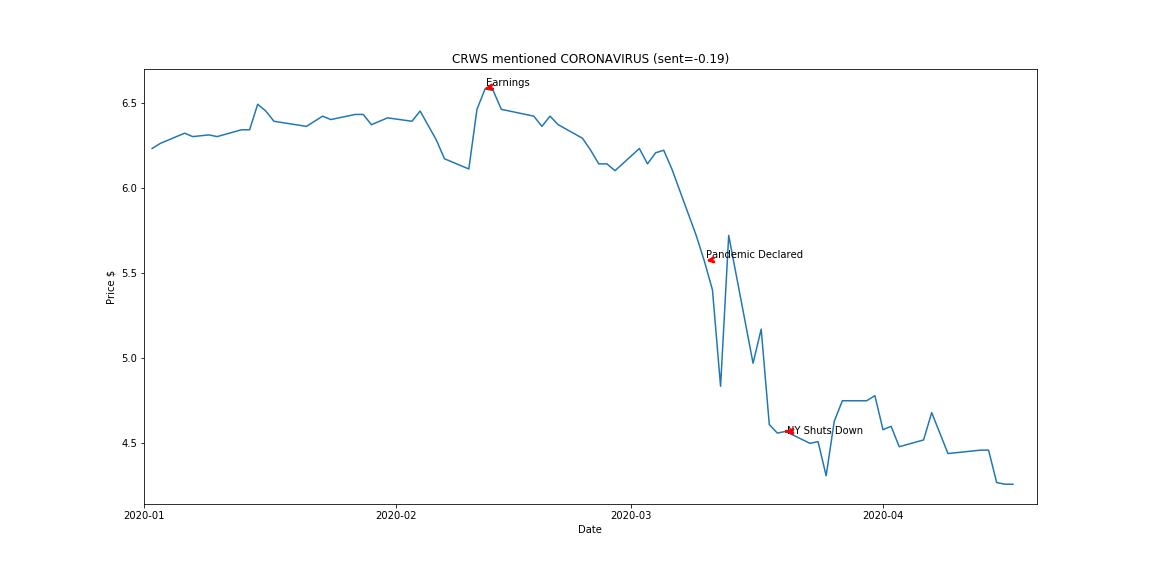 CRWS mentioned CORONAVIRUS (sent=-0.19)
Earnings
6.5
6.0
Pandemic Declared
5.5
Price $
5.0
NY Shuts Down
4.5
2020-01 2020-02 2020-03 2020-04
Date